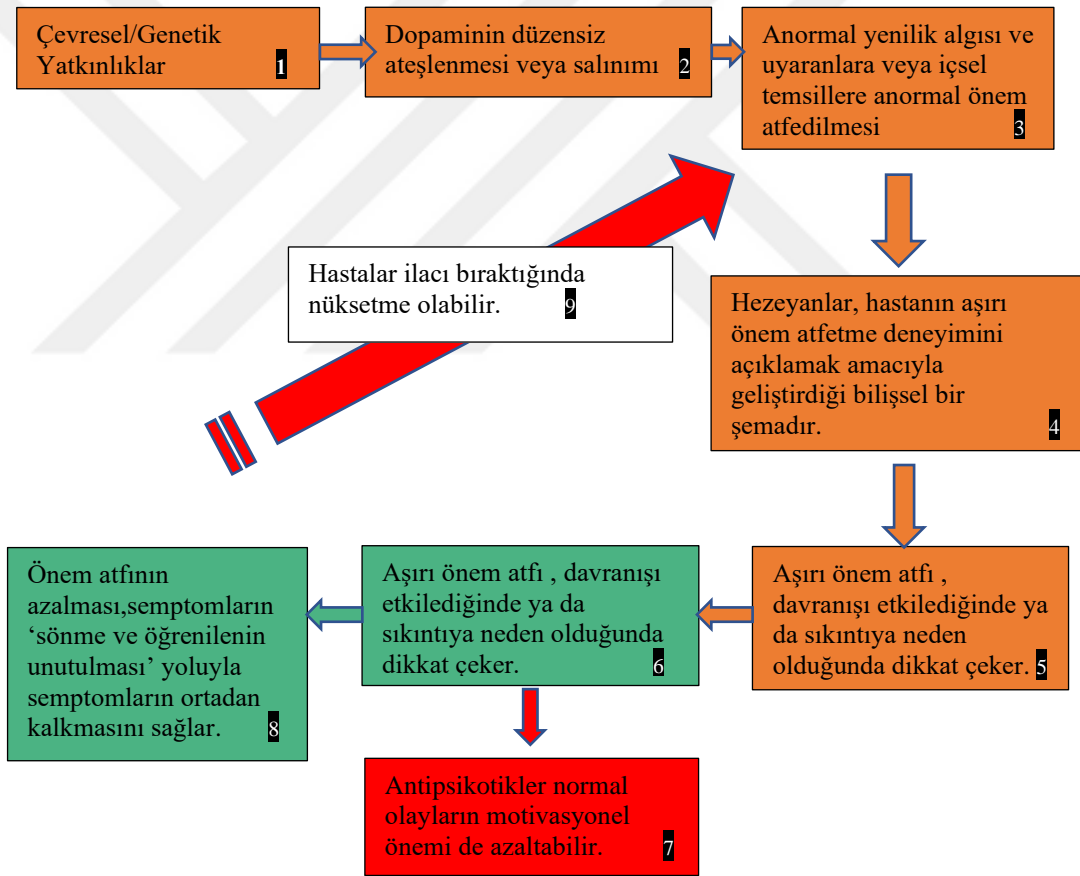 Çevresel/Genetik
Yatkınlıklar 1
Dopaminin düzensiz
ateşlenmesi veya salınımı 2
Anormal yenilik algısı ve
uyaranlara veya içsel
temsillere anormal önem
atfedilmesi 3
Hezeyanlar, hastanın aşırı
önem atfetme deneyimini
açıklamak amacıyla
geliştirdiği bilişsel bir
şemadır. 4
Aşırı önem atfı ,
davranışı etkilediğinde ya
da sıkıntıya neden
olduğunda dikkat çeker. 5
Aşırı önem atfı , davranışı
etkilediğinde ya da
sıkıntıya neden olduğunda
dikkat çeker. 6
Antipsikotikler normal
olayların motivasyonel
önemi de azaltabilir. 7
Önem atfının
azalması,semptomların
‘sönme ve öğrenilenin
unutulması’ yoluyla
semptomların ortadan
kalkmasını sağlar. 8
Hastalar ilacı bıraktığında
nüksetme olabilir. 9